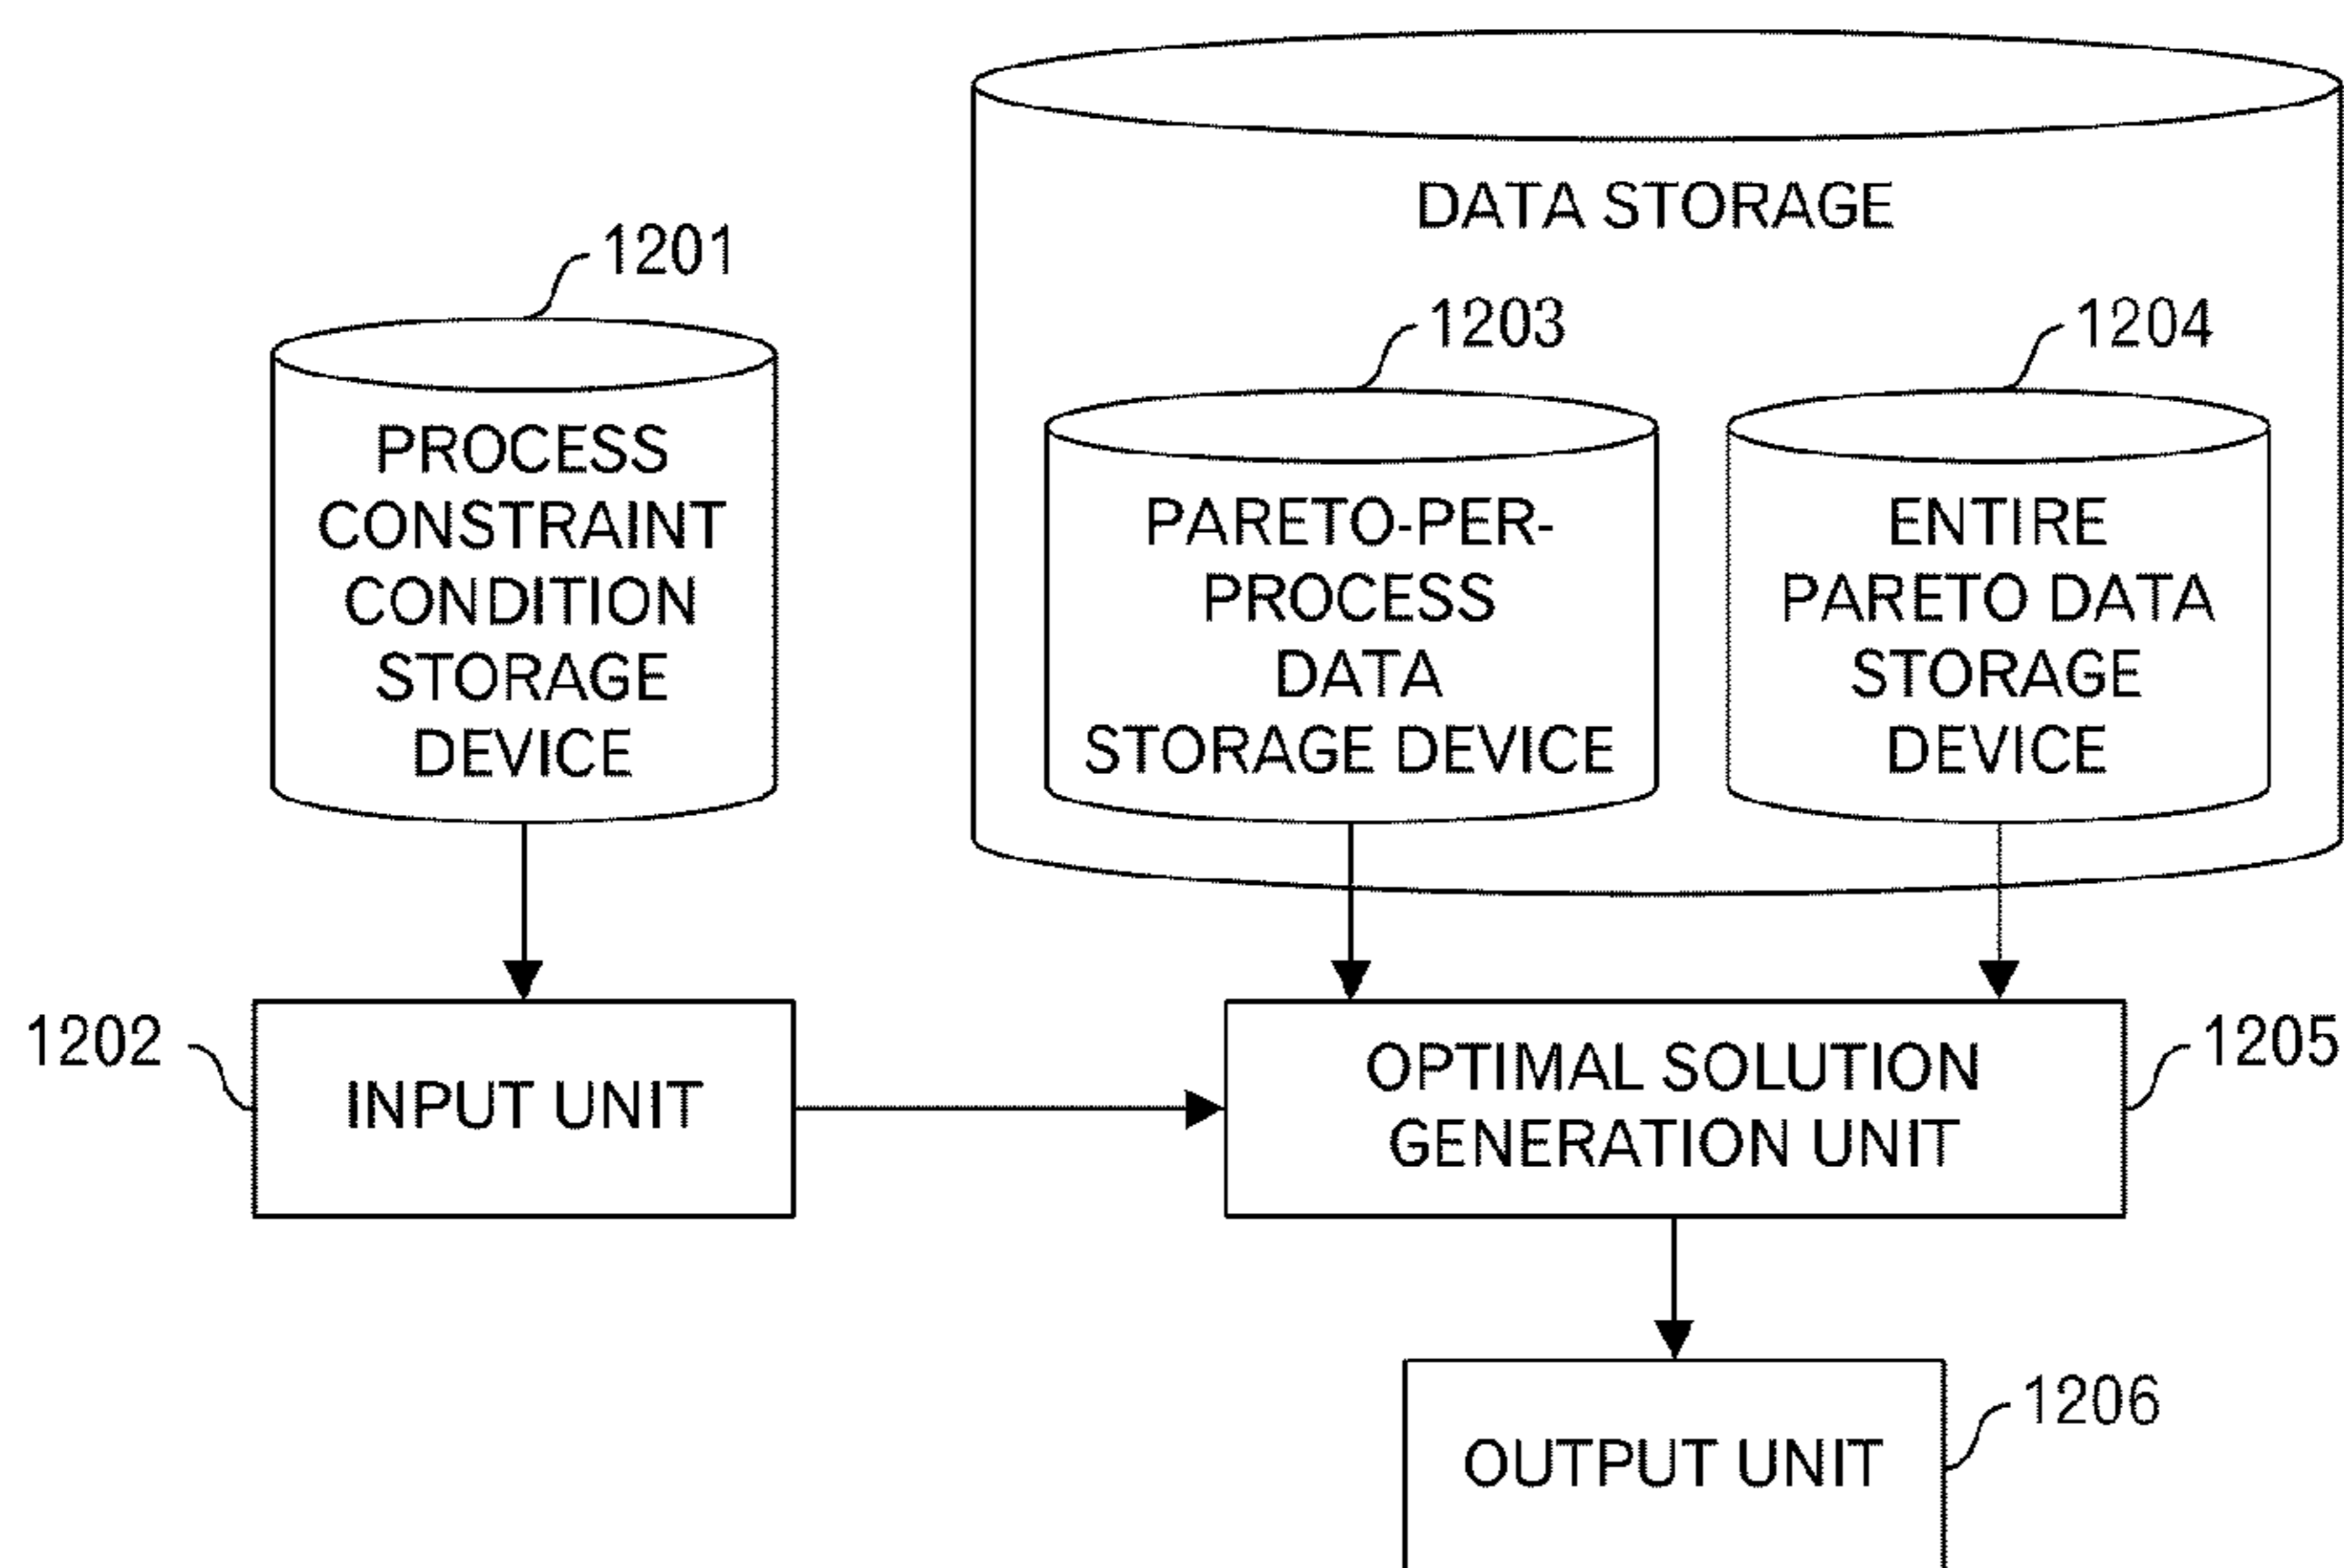 DATA STORAGE
1201
1203
1204
PROCESS
CONSTRAINT
CONDITION
STORAGE
DEVICE
PARETO-PER-
PROCESS
DATA
STORAGE DEVICE
ENTIRE
PARETO DATA
STORAGE
DEVICE
1202
INPUT UNIT
OPTIMAL SOLUTION
GENERATION UNIT
1205
OUTPUT UNIT
1206